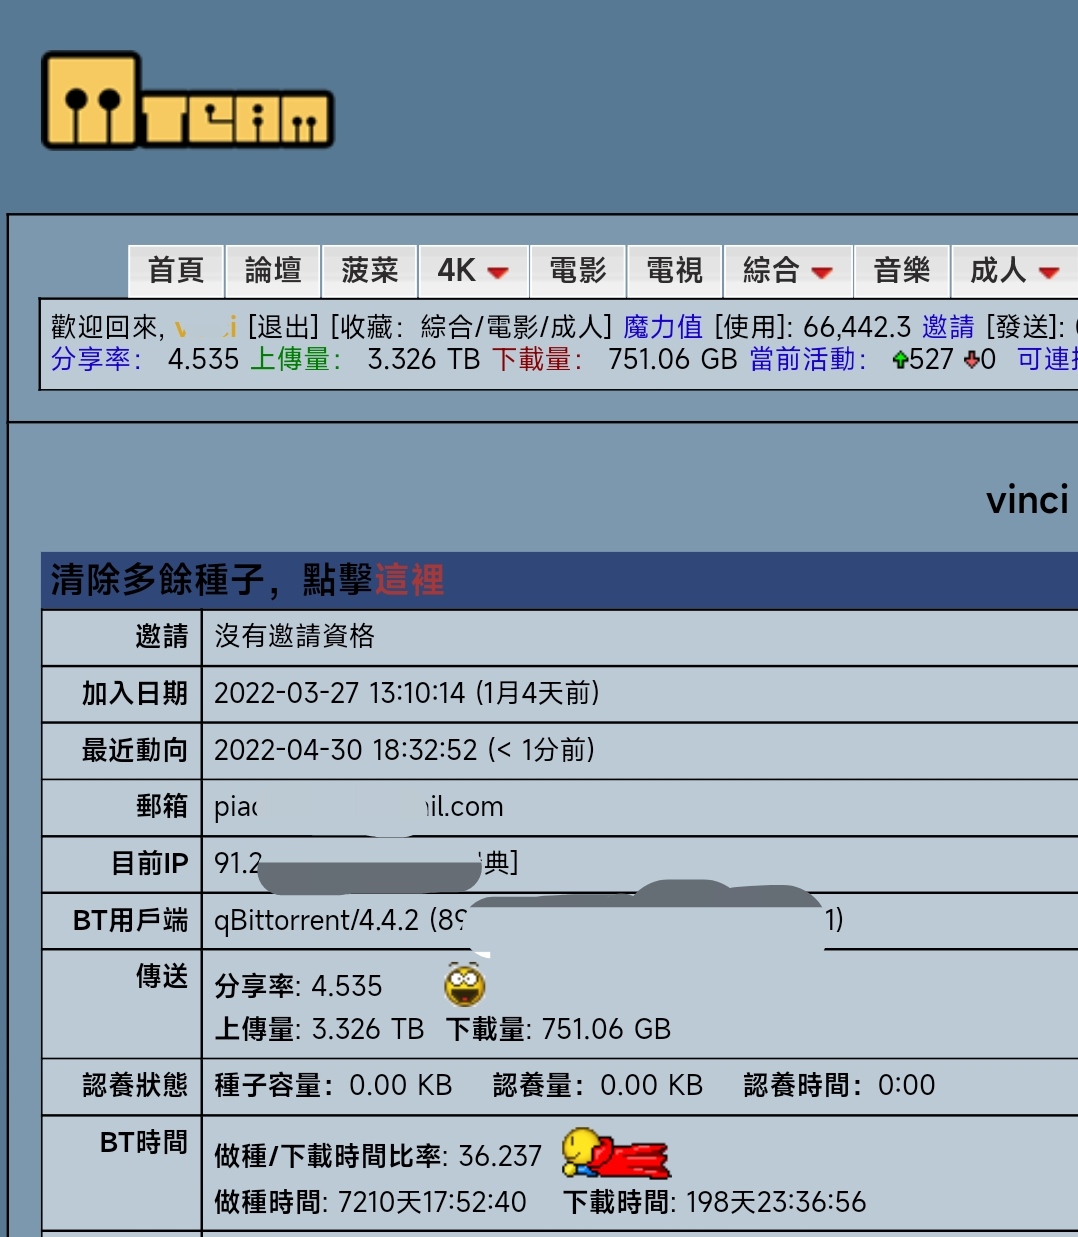 mTEAM
首頁 論壇 菠菜 4K 電影 電視 綜合 音樂 成人
歡迎回來, [退出] [收藏：綜合/電影/成人] 魔力值 [使用]: 66,442.3 邀請 [發送]:
分享率： 4.535 上傳量： 3.326 TB 下載量： 751.06 GB 當前活動： 527 0 可連
vinci
清除多餘種子，點擊這裡
邀請 沒有邀請資格
加入日期 2022-03-27 13:10:14 (1月4天前)
最近動向 2022-04-30 18:32:52 (< 1分前)
郵箱 pia il.com
目前IP 91.2 典]
BT用戶端 qBittorrent/4.4.2 (89 1)
傳送 分享率: 4.535
上傳量: 3.326 TB 下載量: 751.06 GB
認養狀態 種子容量：0.00 KB 認養量：0.00 KB 認養時間：0:00
BT時間 做種/下載時間比率: 36.237
做種時間: 7210天17:52:40 下載時間: 198天23:36:56